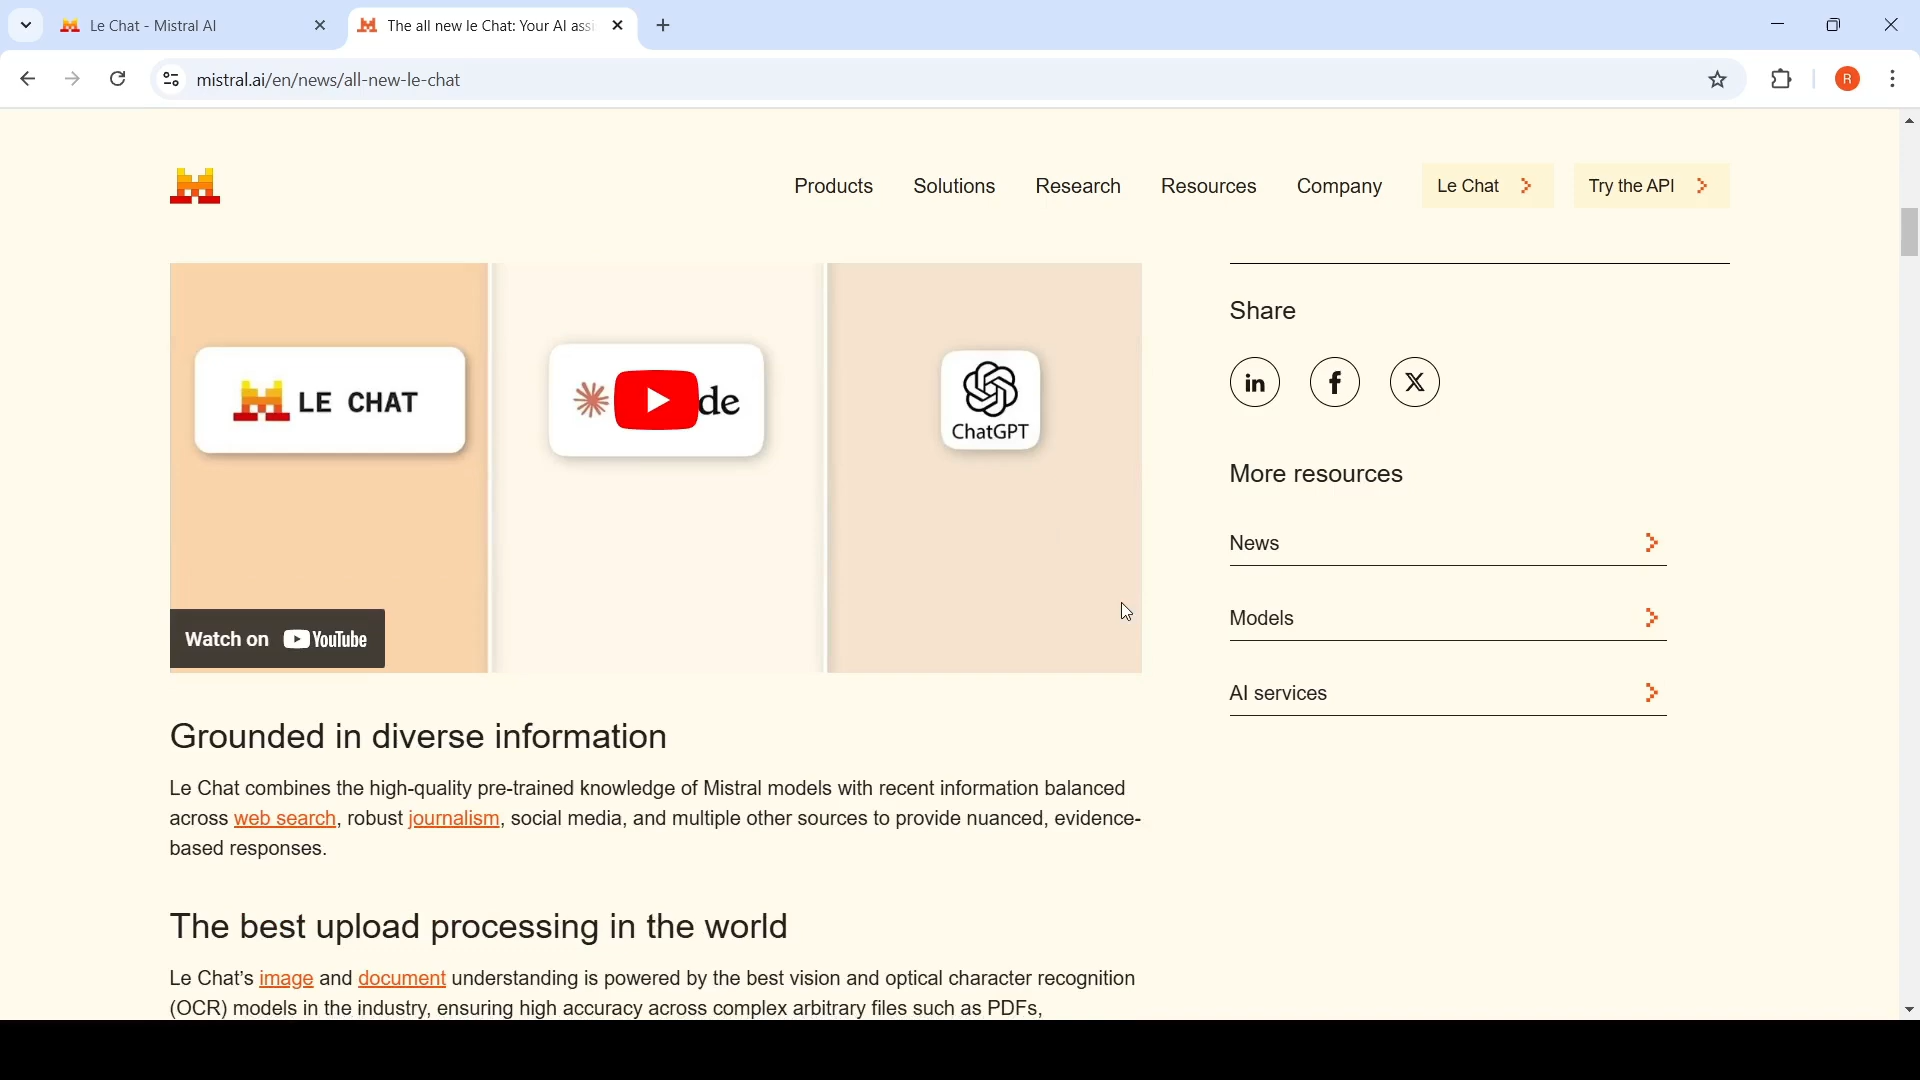 Le Chat - Mistral AI
The all new le Chat: Your AI assi
mistral.ai/en/news/all-new-le-chat
R
Products Solutions Research Resources Company Le Chat Try the API
LE CHAT
de
ChatGPT
Watch on YouTube
Share
in f X
More resources
News
Models
AI services
Grounded in diverse information
Le Chat combines the high-quality pre-trained knowledge of Mistral models with recent information balanced
across web search, robust journalism, social media, and multiple other sources to provide nuanced, evidence-
based responses.
The best upload processing in the world
Le Chat’s image and document understanding is powered by the best vision and optical character recognition
(OCR) models in the industry, ensuring high accuracy across complex arbitrary files such as PDFs,